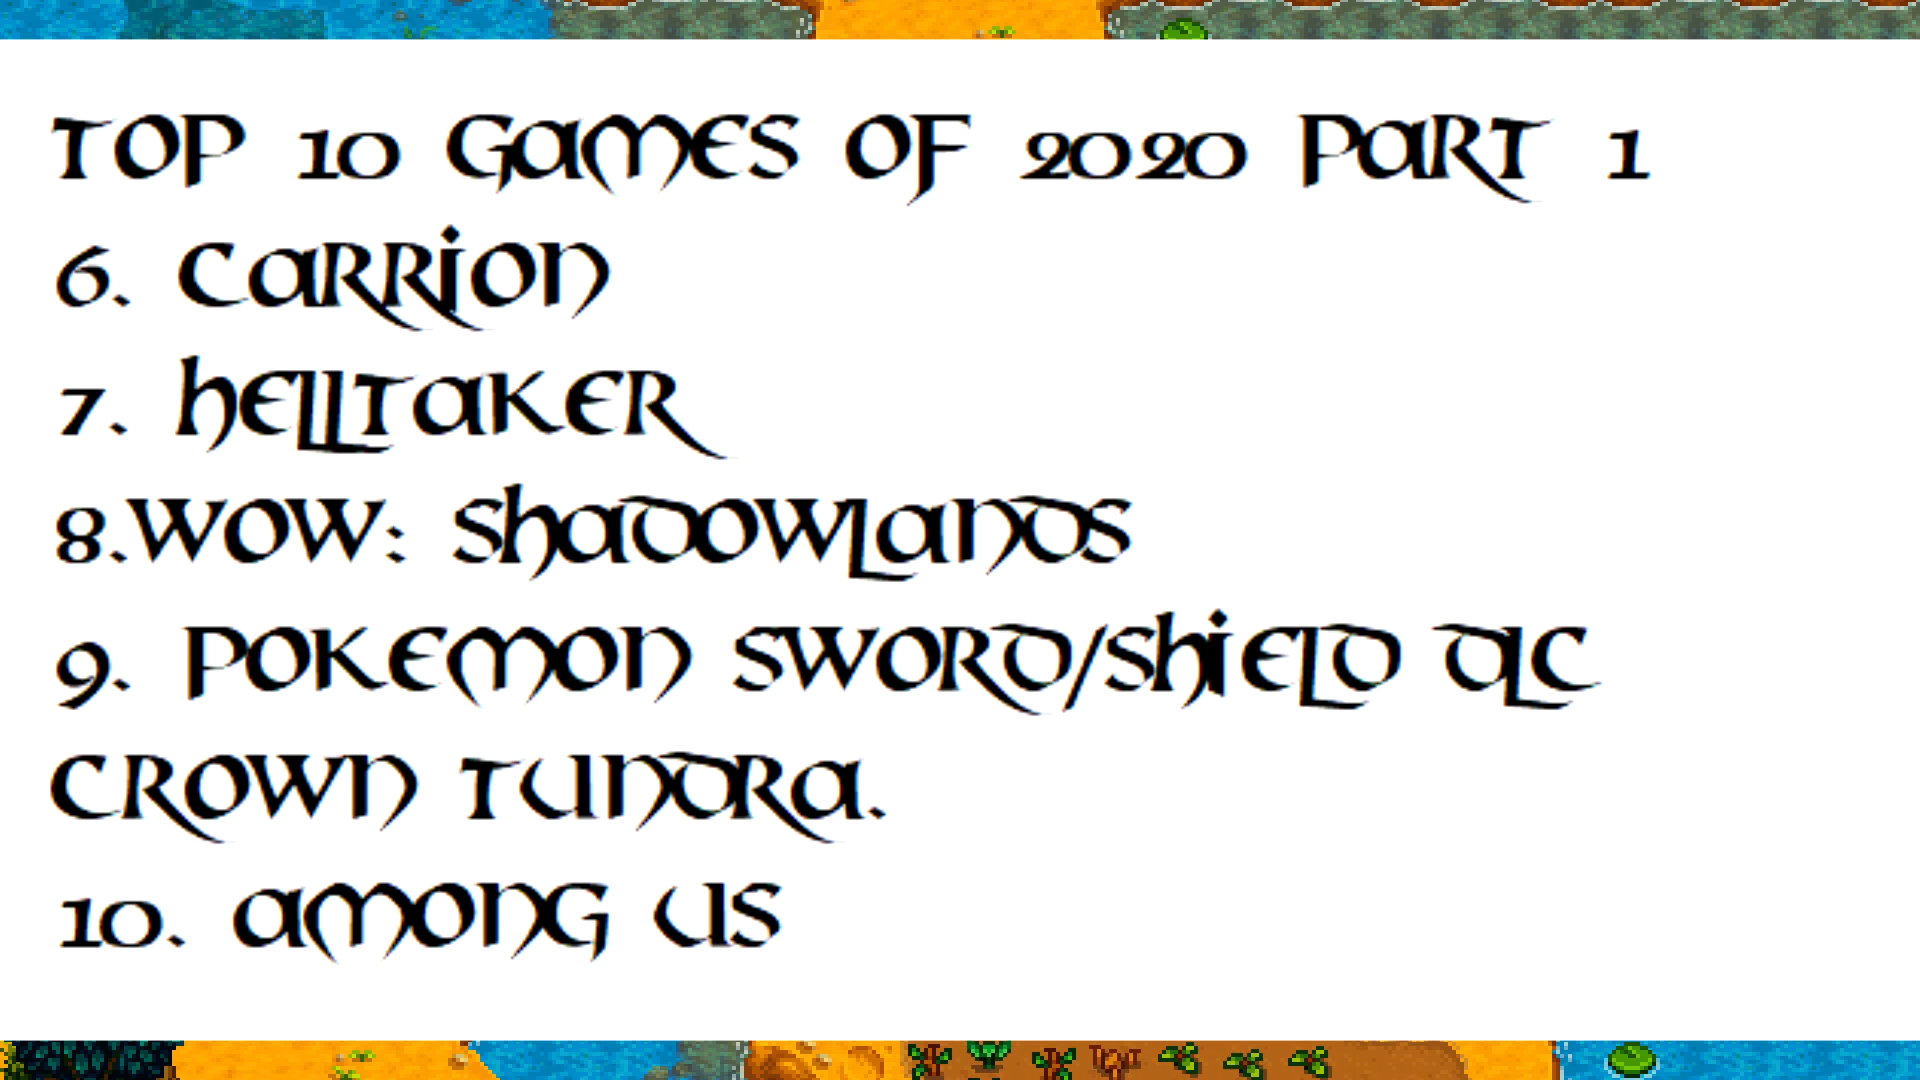 Top 10 Games of 2020 Part 1
6. Carrion
7. Helltaker
8.WOW: Shadowlands
9. Pokemon Sword/Shield DLC
Crown Tundra.
10. Among Us